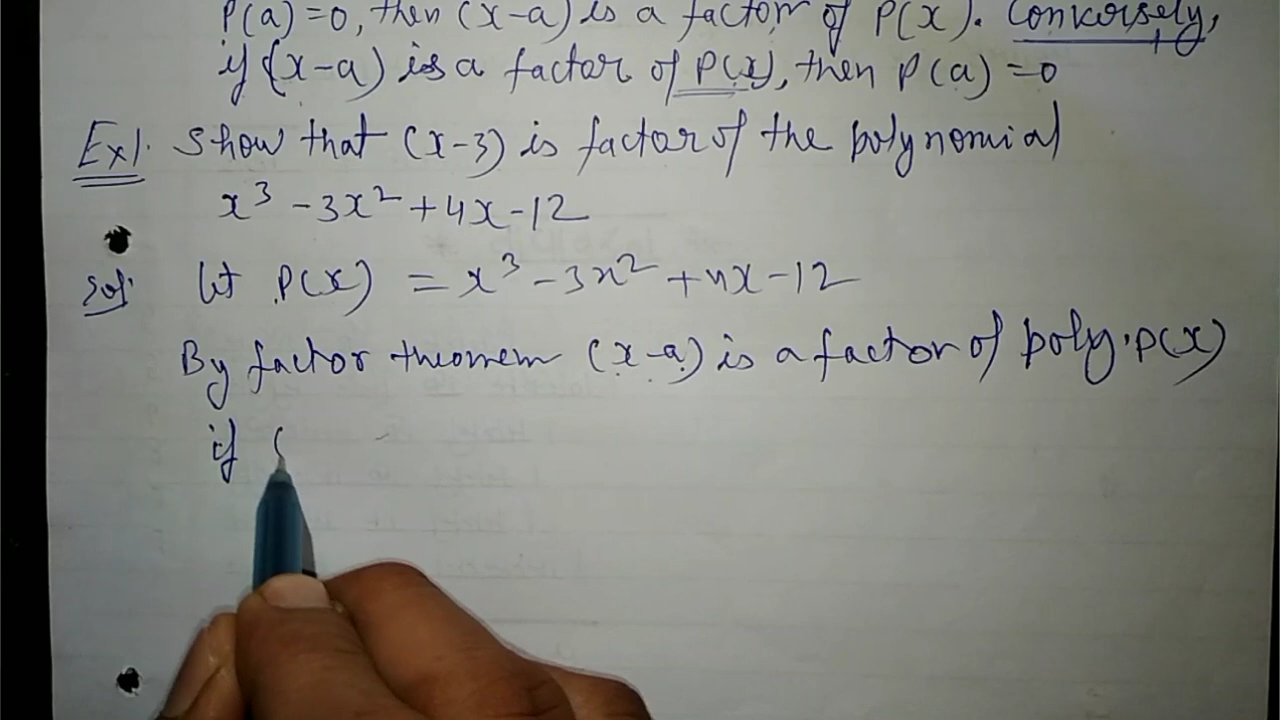 P(a)=0, then (x-a) is a factor of P(x). Conversely,
if (x-a) is a factor of P(x), then P(a)=0
Ex1. Show that (x-3) is factor of the polynomial
x³ -3x² +4x-12
Sol: Let P(x) = x³ -3x² +4x-12
By factor theorem (x-a) is a factor of poly. p(x)
if